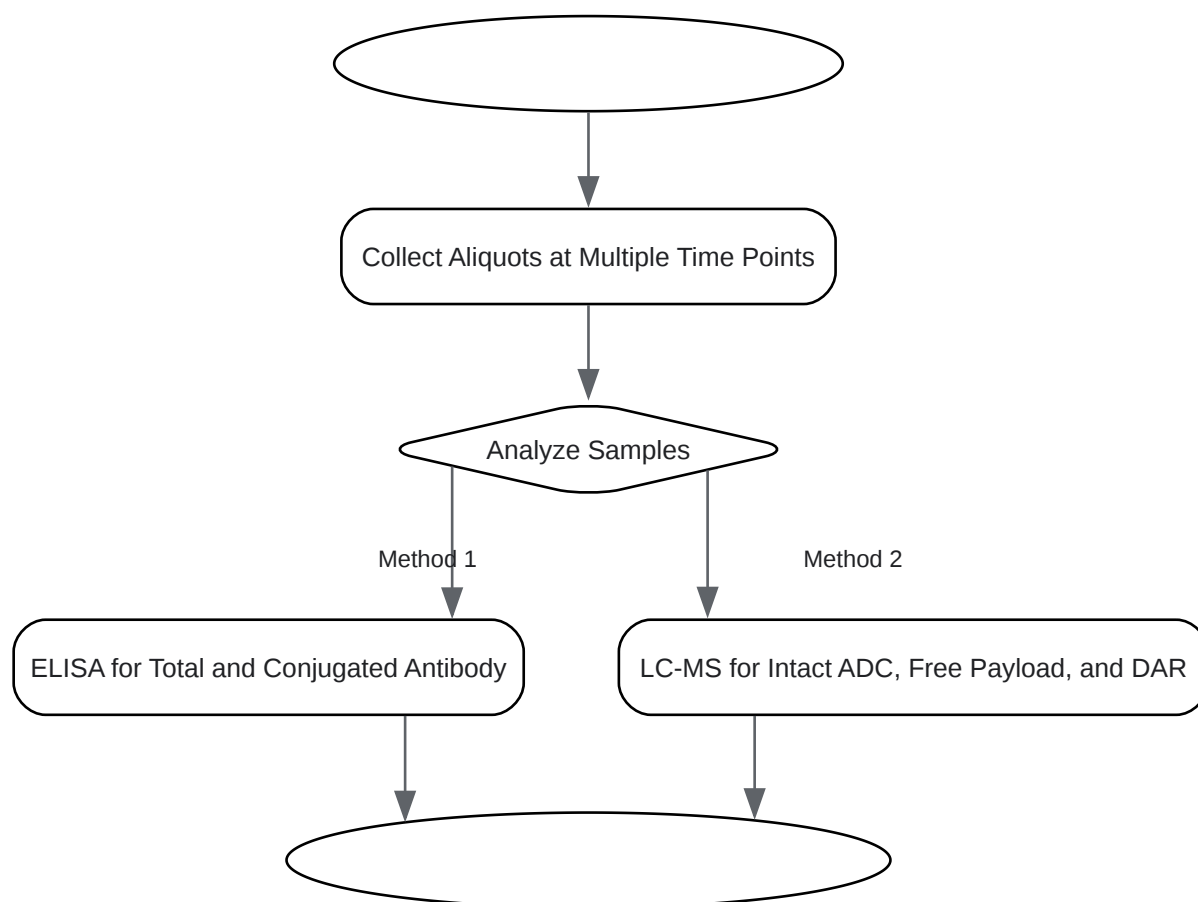 Collect Aliquots at Multiple Time Points
Analyze Samples
Method 1
Method 2
ELISA for Total and Conjugated Antibody
LC-MS for Intact ADC, Free Payload, and DAR